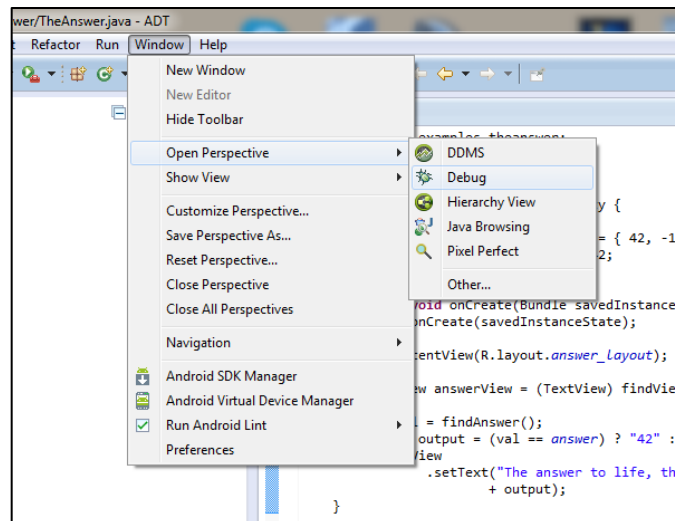 wer/TheAnswer.java - ADT
t Refactor Run Window Help
New Window
New Editor
Hide Toolbar
Open Perspective
Show View
Customize Perspective...
Save Perspective As...
Reset Perspective...
Close Perspective
Close All Perspectives
Navigation
Android SDK Manager
Android Virtual Device Manager
Run Android Lint
Preferences
DDMS
Debug
Hierarchy View
Java Browsing
Pixel Perfect
Other...
examples.theanswer;
y {
= { 42, -1
2;
void onCreate(Bundle savedInstance
onCreate(savedInstanceState);
tentView(R.layout.answer_layout);
ew answerView = (TextView) findVie
l = findAnswer();
output = (val == answer) ? "42" :
View
.setText("The answer to life, th
+ output);
}